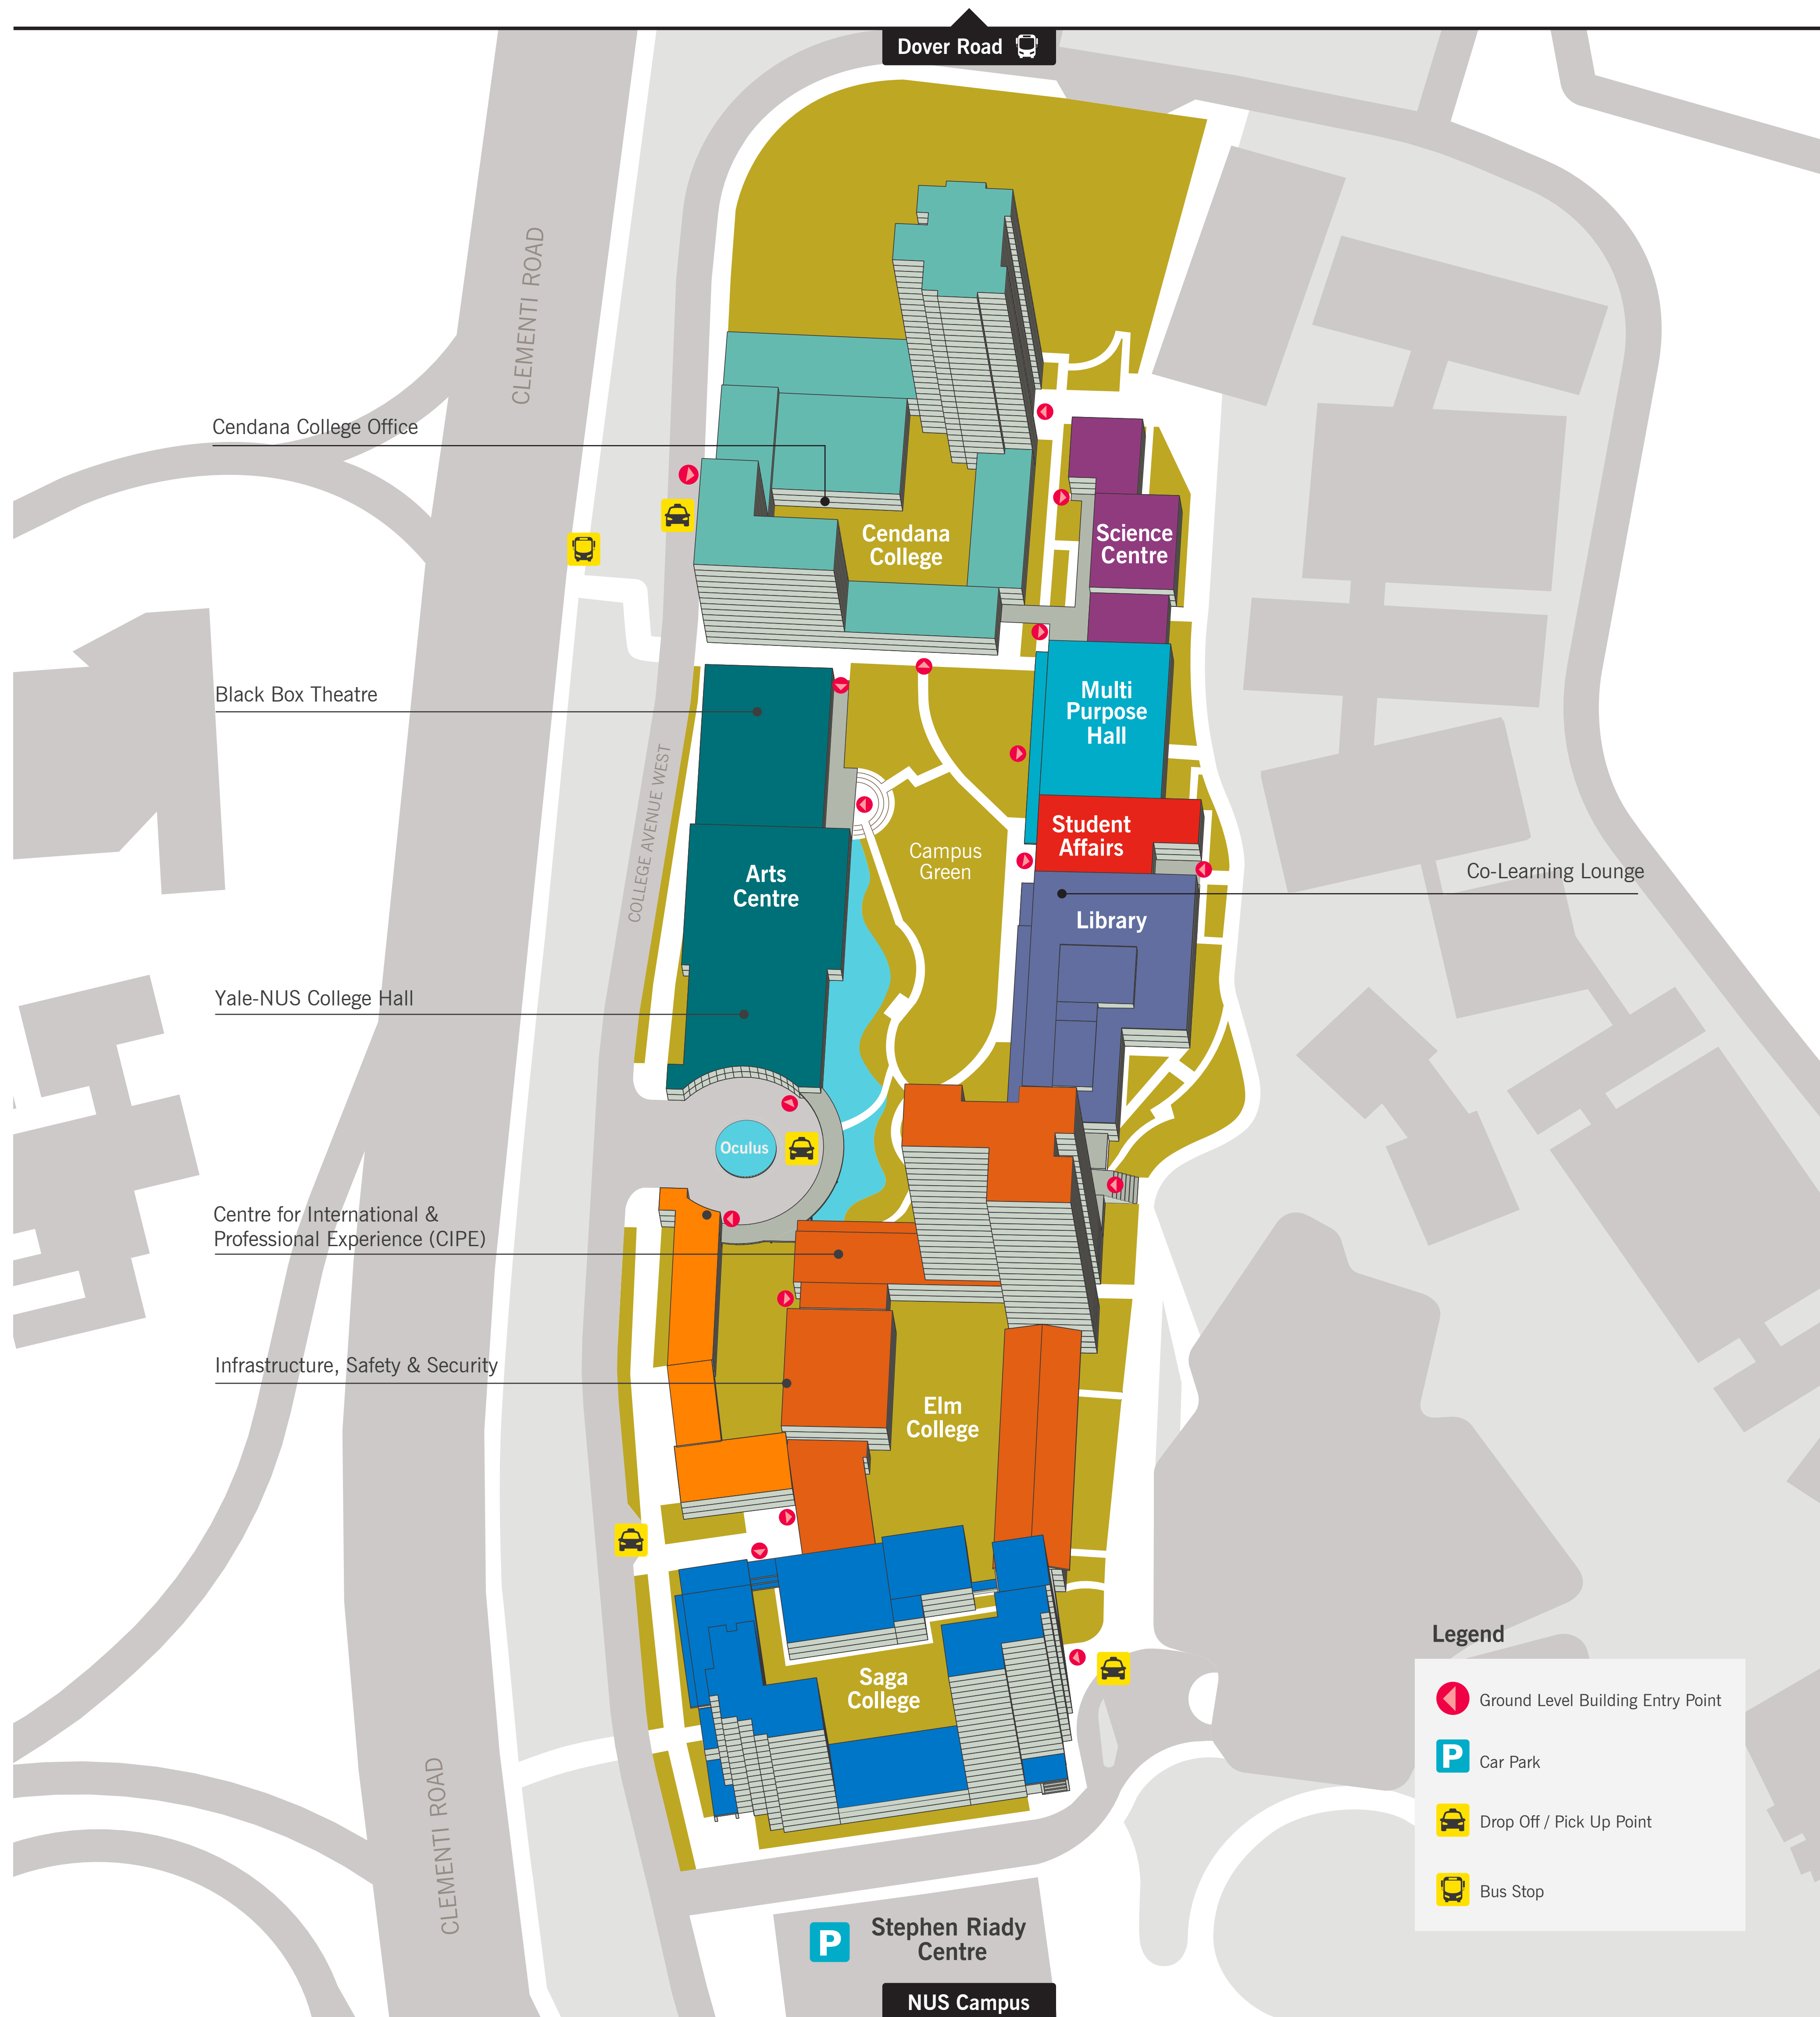 Dover Road
CLEMENTI ROAD
Cendana College Office
Cendana
College
Science
Centre
Black Box Theatre
Multi
Purpose
Hall
COLLEGE AVENUE WEST
Student
Affairs
Campus
Green
Arts
Centre
Co-Learning Lounge
Library
Yale-NUS College Hall
Oculus
Centre for International &
Professional Experience (CIPE)
Infrastructure, Safety & Security
Elm
College
Saga
College
CLEMENTI ROAD
Legend
Ground Level Building Entry Point
P Car Park
Drop Off / Pick Up Point
Bus Stop
P
Stephen Riady
Centre
NUS Campus